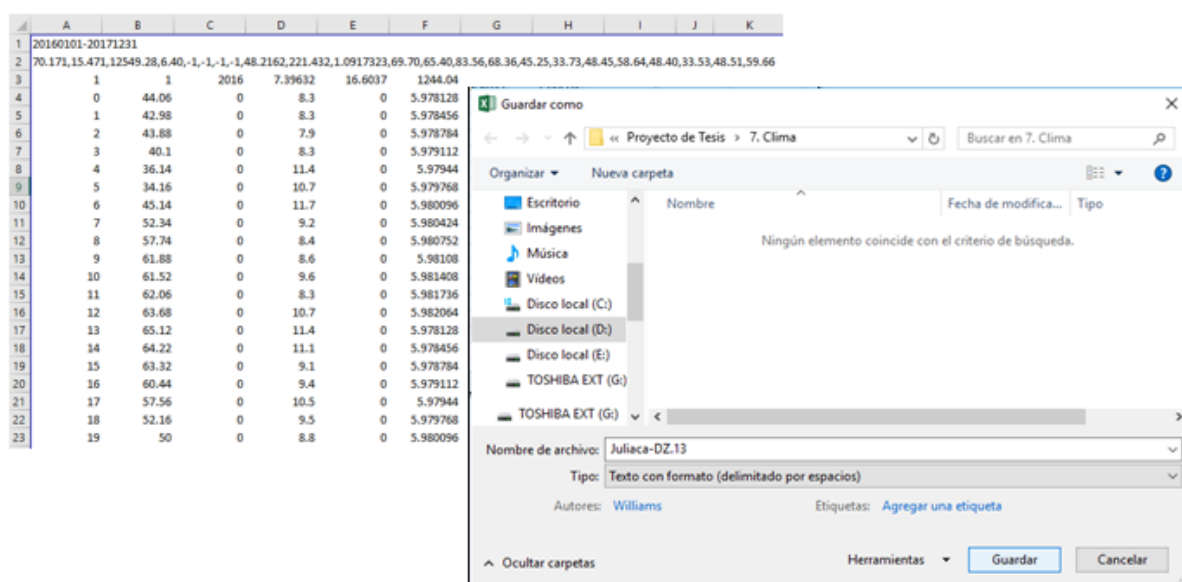 A B C D E F G H I J K
1 20160101-20171231
2 70.171,15.471,12549.28,6.40,-1,-1,-1,-1,48.2162,221.432,1.0917323,69.70,65.40,83.56,68.36,45.25,33.73,48.45,58.64,48.40,33.53,48.51,59.66
3 1 1 2016 7.39632 16.6037 1244.04
4 0 44.06 0 8.3 0 5.978128
5 1 42.98 0 8.3 0 5.978456
6 2 43.88 0 7.9 0 5.978784
7 3 40.1 0 8.3 0 5.979112
8 4 36.14 0 11.4 0 5.97944
9 5 34.16 0 10.7 0 5.979768
10 6 45.14 0 11.7 0 5.980096
11 7 52.34 0 9.2 0 5.980424
12 8 57.74 0 8.4 0 5.980752
13 9 61.88 0 8.6 0 5.98108
14 10 61.52 0 9.6 0 5.981408
15 11 62.06 0 8.3 0 5.981736
16 12 63.68 0 10.7 0 5.982064
17 13 65.12 0 11.4 0 5.978128
18 14 64.22 0 11.1 0 5.978456
19 15 63.32 0 9.1 0 5.978784
20 16 60.44 0 9.4 0 5.979112
21 17 57.56 0 10.5 0 5.97944
22 18 52.16 0 9.5 0 5.979768
23 19 50 0 8.8 0 5.980096
Guardar como
« Proyecto de Tesis > 7. Clima
Buscar en 7. Clima
Organizar Nueva carpeta
Nombre Fecha de modifica... Tipo
Ningún elemento coincide con el criterio de búsqueda.
Escritorio
Imágenes
Música
Vídeos
Disco local (C:)
Disco local (D:)
Disco local (E:)
TOSHIBA EXT (G:)
TOSHIBA EXT (G:)
Nombre de archivo: Juliaca-DZ.13
Tipo: Texto con formato (delimitado por espacios)
Autores: Williams Etiquetas: Agregar una etiqueta
Ocultar carpetas Herramientas Guardar Cancelar